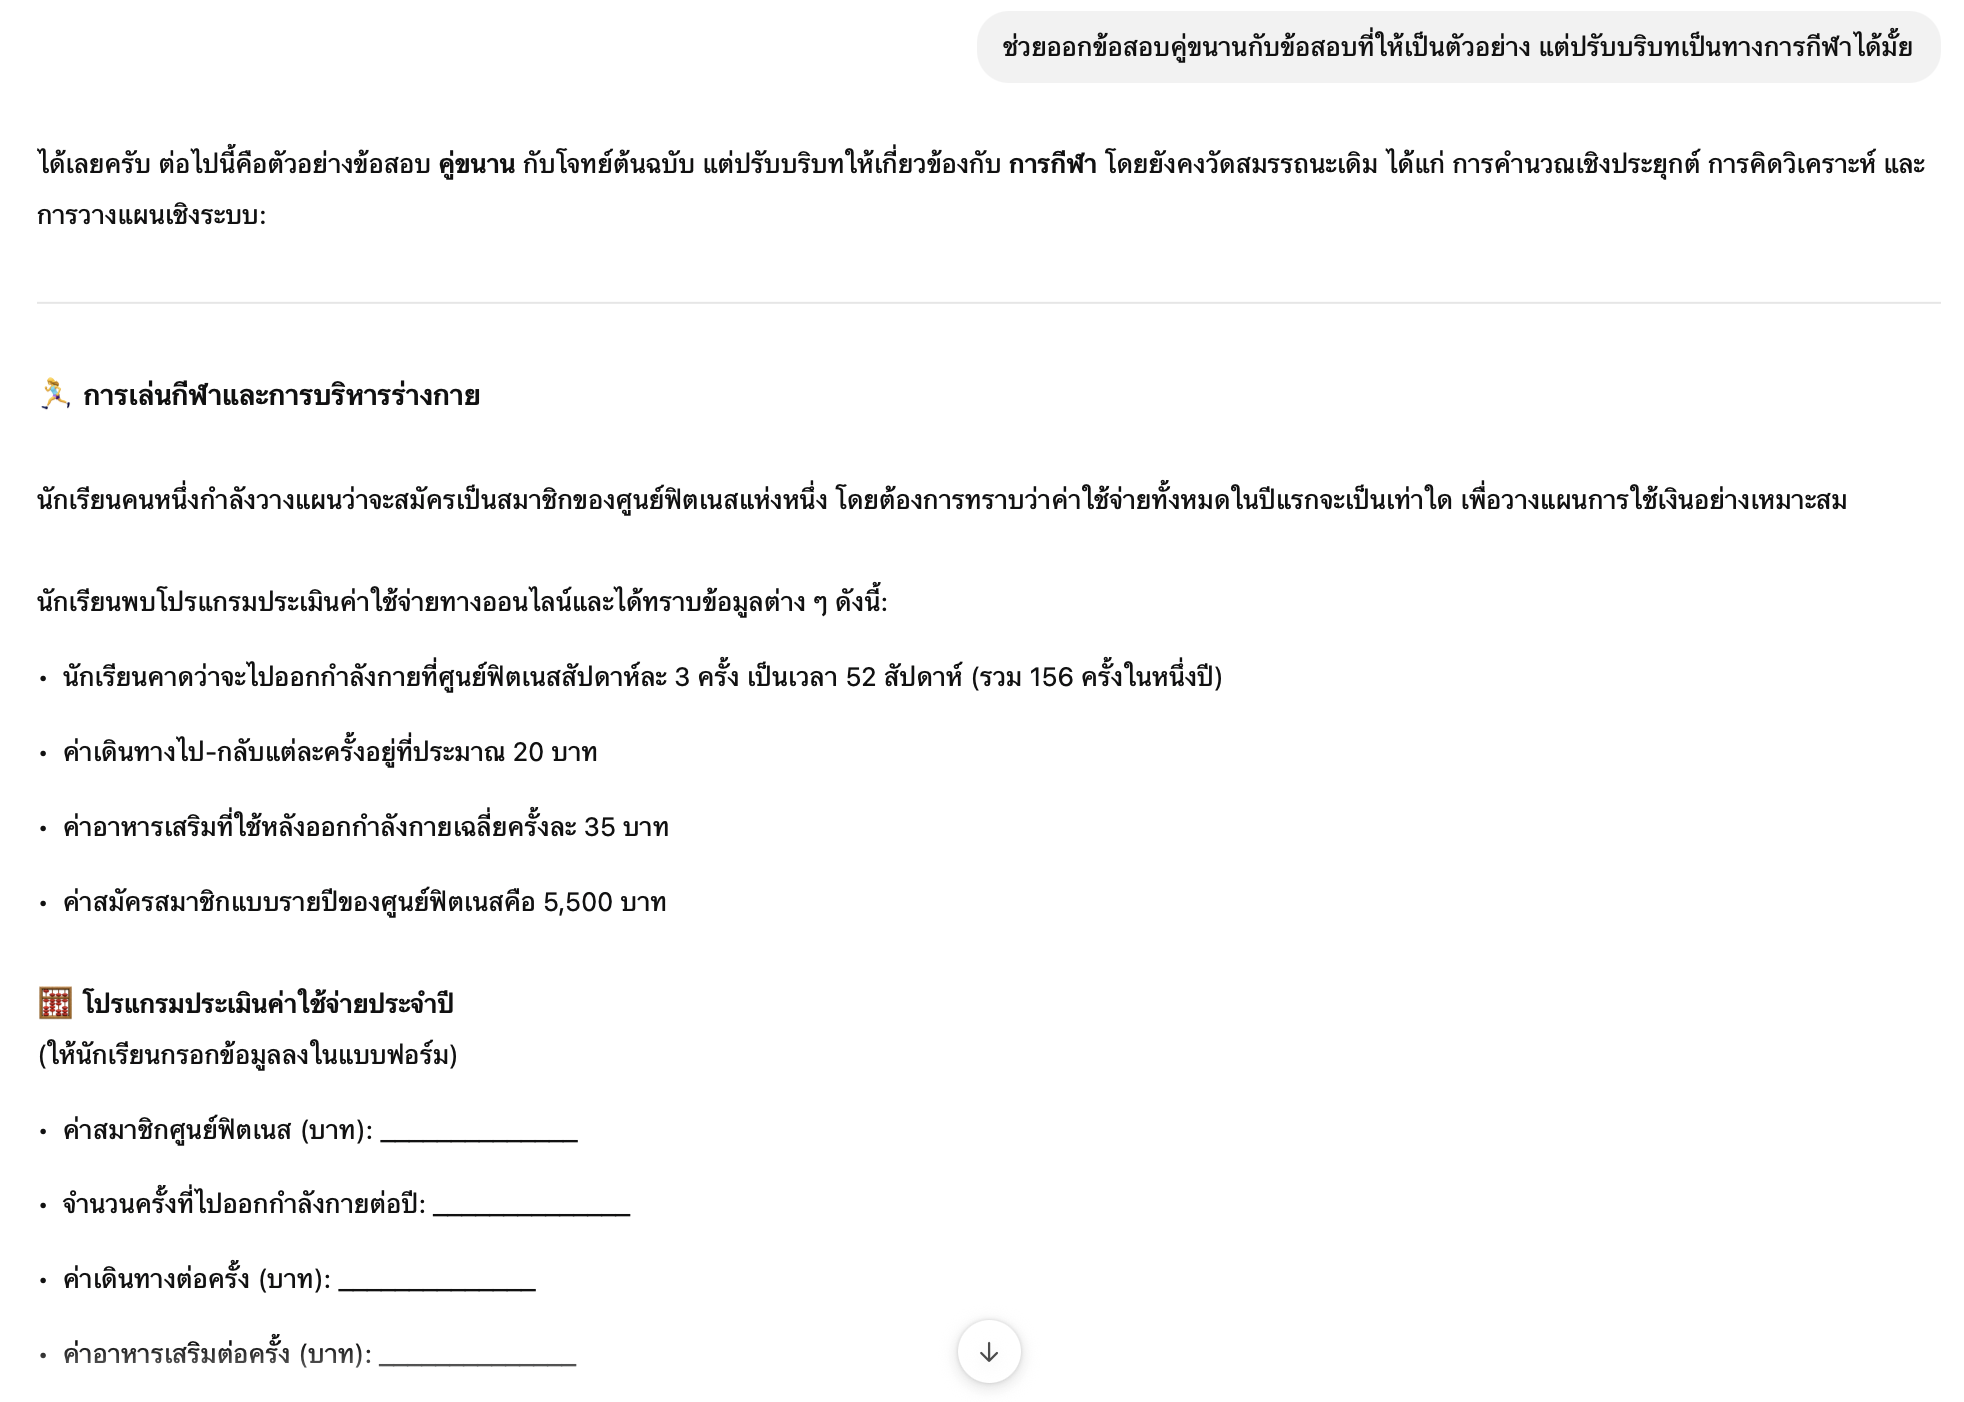 ช่วยออกข้อสอบคู่ขนานกับข้อสอบที่ให้เป็นตัวอย่าง แต่ปรับบริบทเป็นทางการกีฬาได้มั้ย
ได้เลยครับ ต่อไปนี้คือตัวอย่างข้อสอบ คู่ขนาน กับโจทย์ต้นฉบับ แต่ปรับบริบทให้เกี่ยวข้องกับ การกีฬา โดยยังคงวัดสมรรถนะเดิม ได้แก่ การคำนวณเชิงประยุกต์ การคิดวิเคราะห์ และ
การวางแผนเชิงระบบ:
🏃 การเล่นกีฬาและการบริหารร่างกาย
นักเรียนคนหนึ่งกำลังวางแผนว่าจะสมัครเป็นสมาชิกของศูนย์ฟิตเนสแห่งหนึ่ง โดยต้องการทราบว่าค่าใช้จ่ายทั้งหมดในปีแรกจะเป็นเท่าใด เพื่อวางแผนการใช้เงินอย่างเหมาะสม
นักเรียนพบโปรแกรมประเมินค่าใช้จ่ายทางออนไลน์และได้ทราบข้อมูลต่าง ๆ ดังนี้:
• นักเรียนคาดว่าจะไปออกกำลังกายที่ศูนย์ฟิตเนสสัปดาห์ละ 3 ครั้ง เป็นเวลา 52 สัปดาห์ (รวม 156 ครั้งในหนึ่งปี)
• ค่าเดินทางไป-กลับแต่ละครั้งอยู่ที่ประมาณ 20 บาท
• ค่าอาหารเสริมที่ใช้หลังออกกำลังกายเฉลี่ยครั้งละ 35 บาท
• ค่าสมัครสมาชิกแบบรายปีของศูนย์ฟิตเนสคือ 5,500 บาท
🧮 โปรแกรมประเมินค่าใช้จ่ายประจำปี
(ให้นักเรียนกรอกข้อมูลลงในแบบฟอร์ม)
• ค่าสมาชิกศูนย์ฟิตเนส (บาท): ______________
• จำนวนครั้งที่ไปออกกำลังกายต่อปี: ______________
• ค่าเดินทางต่อครั้ง (บาท): ______________
• ค่าอาหารเสริมต่อครั้ง (บาท): ______________